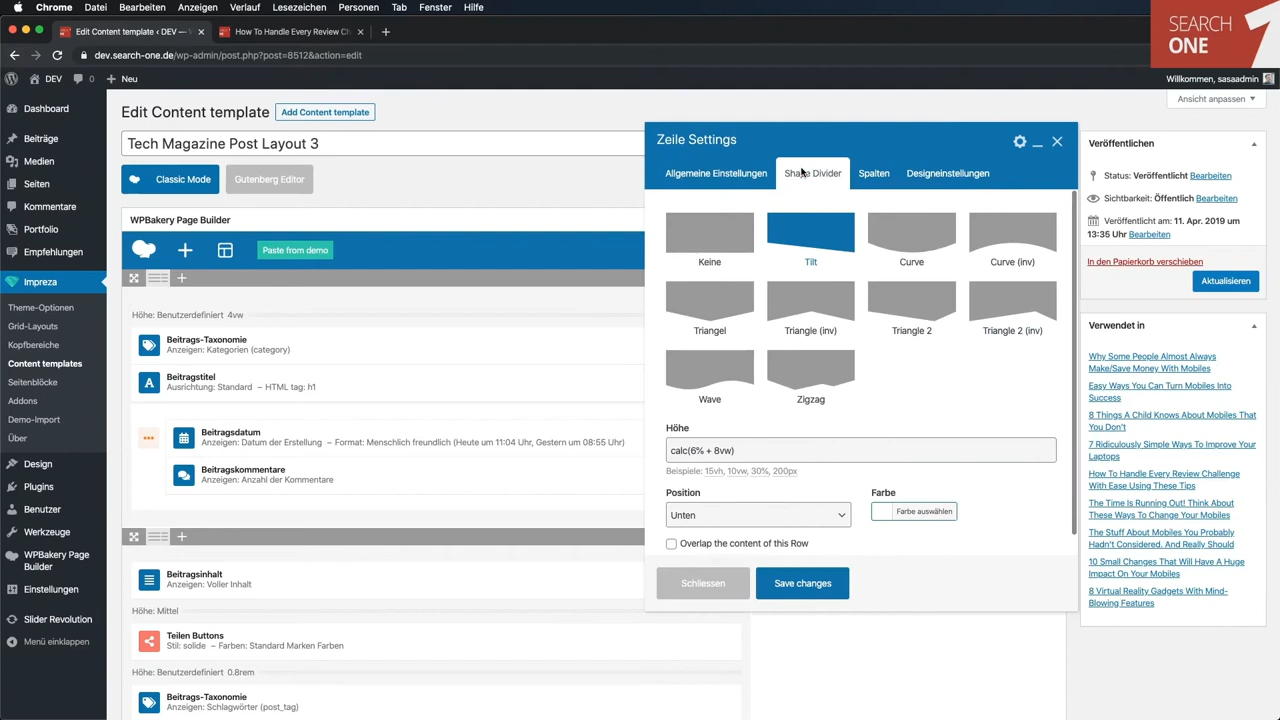 Chrome Datei Bearbeiten Anzeigen Verlauf Lesezeichen Personen Tab Fenster Hilfe
Edit Content template ‹ DEV — W
How To Handle Every Review Ch
dev.search-one.de/wp-admin/post.php?post=8512&action=edit
SEARCH
ONE
DEV 0 Neu
Willkommen, sasaadmin
Ansicht anpassen
Dashboard
Beiträge
Medien
Seiten
Kommentare
Portfolio
Empfehlungen
Impreza
Theme-Optionen
Grid-Layouts
Kopfbereiche
Content templates
Seitenblöcke
Addons
Demo-Import
Über
Design
Plugins
Benutzer
Werkzeuge
WPBakery Page
Builder
Einstellungen
Slider Revolution
Menü einklappen
Edit Content template
Add Content template
Tech Magazine Post Layout 3
Classic Mode
Gutenberg Editor
WPBakery Page Builder
Paste from demo
Höhe: Benutzerdefiniert 4vw
Beitrags-Taxonomie
Anzeigen: Kategorien (category)
Beitragstitel
Ausrichtung: Standard – HTML tag: h1
Beitragsdatum
Anzeigen: Datum der Erstellung – Format: Menschlich freundlich (Heute um 11:04 Uhr, Gestern um 08:55 Uhr)
Beitragskommentare
Anzeigen: Anzahl der Kommentare
Beitragsinhalt
Anzeigen: Voller Inhalt
Höhe: Mittel
Teilen Buttons
Stil: solide – Farben: Standard Marken Farben
Höhe: Benutzerdefiniert 0.8rem
Beitrags-Taxonomie
Anzeigen: Schlagwörter (post_tag)
Zeile Settings
Allgemeine Einstellungen Shape Divider Spalten Designeinstellungen
Keine Tilt Curve Curve (inv)
Triangel Triangle (inv) Triangle 2 Triangle 2 (inv)
Wave Zigzag
Höhe
calc(6% + 8vw)
Beispiele: 15vh, 10vw, 30%, 200px
Position Farbe
Unten Farbe auswählen
Overlap the content of this Row
Schliessen Save changes
Veröffentlichen
Status: Veröffentlicht Bearbeiten
Sichtbarkeit: Öffentlich Bearbeiten
Veröffentlicht am: 11. Apr. 2019 um
13:35 Uhr Bearbeiten
In den Papierkorb verschieben
Aktualisieren
Verwendet in
Why Some People Almost Always
Make/Save Money With Mobiles
Easy Ways You Can Turn Mobiles Into
Success
8 Things A Child Knows About Mobiles That
You Don't
7 Ridiculously Simple Ways To Improve Your
Laptops
How To Handle Every Review Challenge
With Ease Using These Tips
The Time Is Running Out! Think About
These Ways To Change Your Mobiles
The Stuff About Mobiles You Probably
Hadn't Considered. And Really Should
10 Small Changes That Will Have A Huge
Impact On Your Mobiles
8 Virtual Reality Gadgets With Mind-
Blowing Features